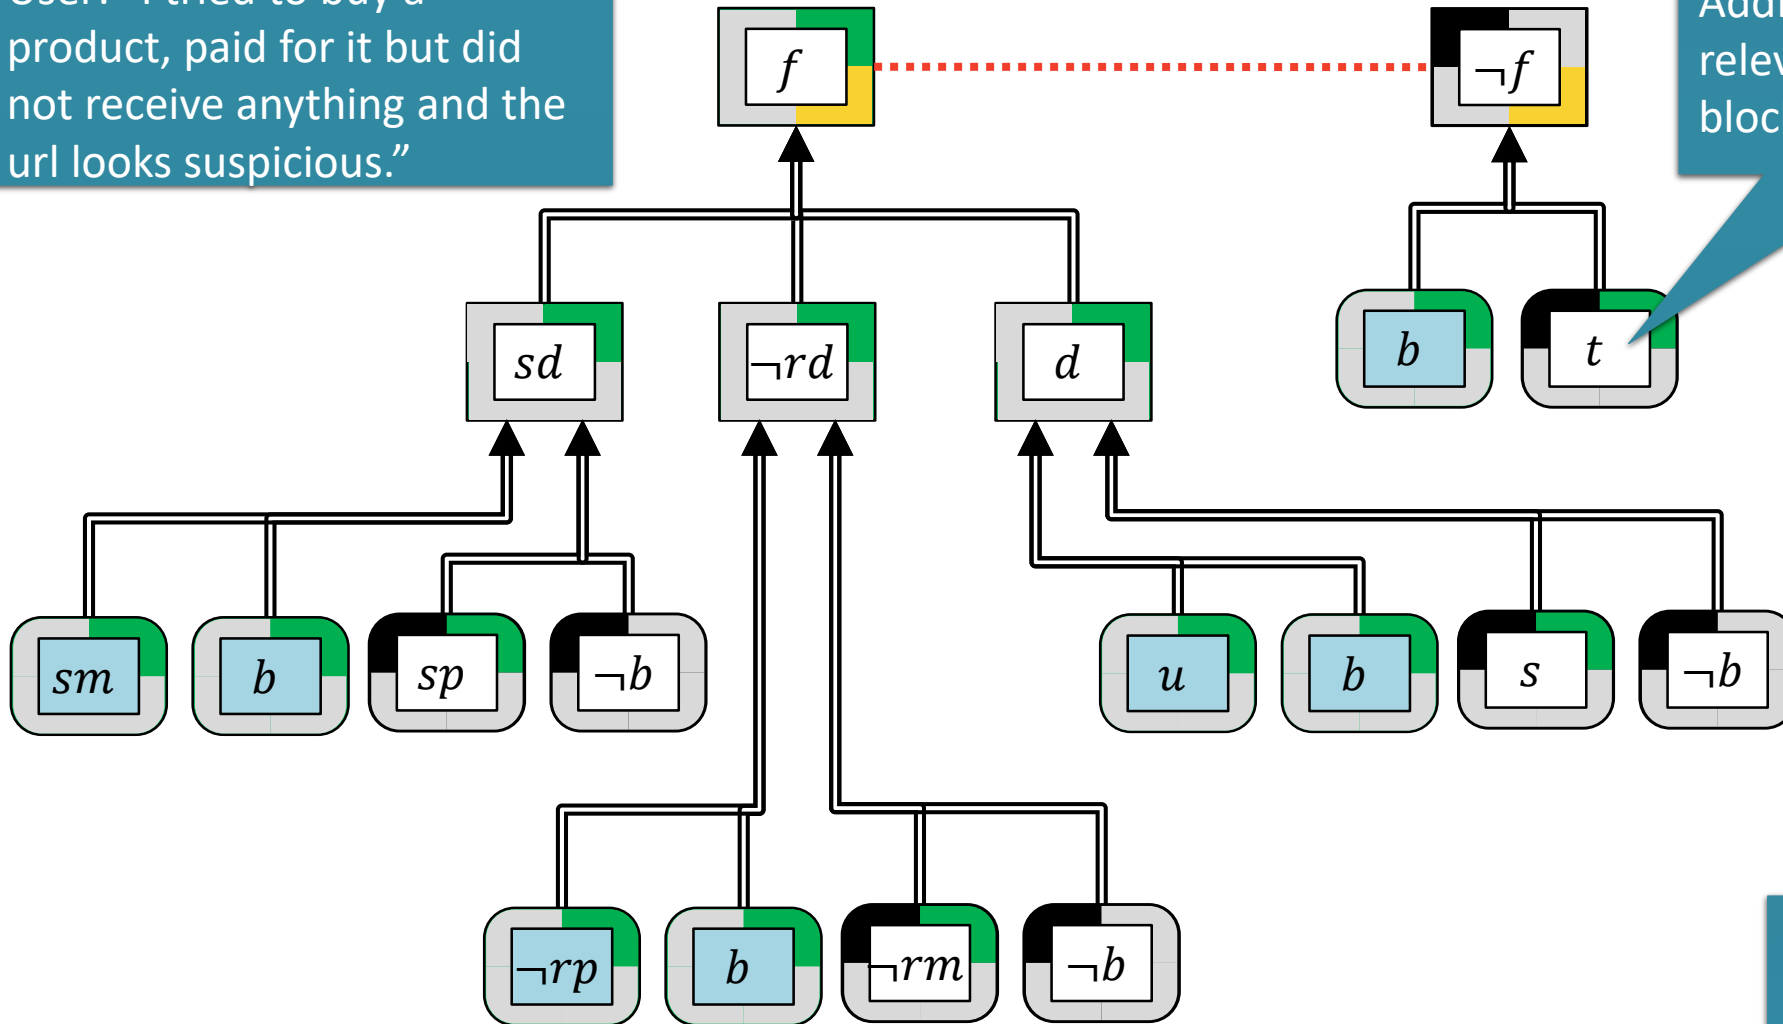 product, paid for it but did
not receive anything and the
url looks suspicious.”
f
¬f
sd
¬rd
d
b
t
sm
b
sp
¬b
u
b
s
¬b
¬rp
b
¬rm
¬b